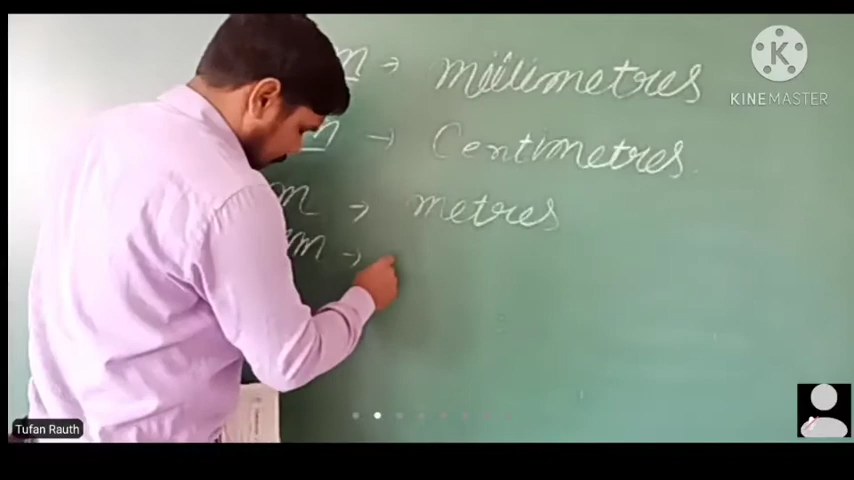 m → millimetres
KINEMASTER
m → Centimetres
m → metres
m →
Tufan Rauth